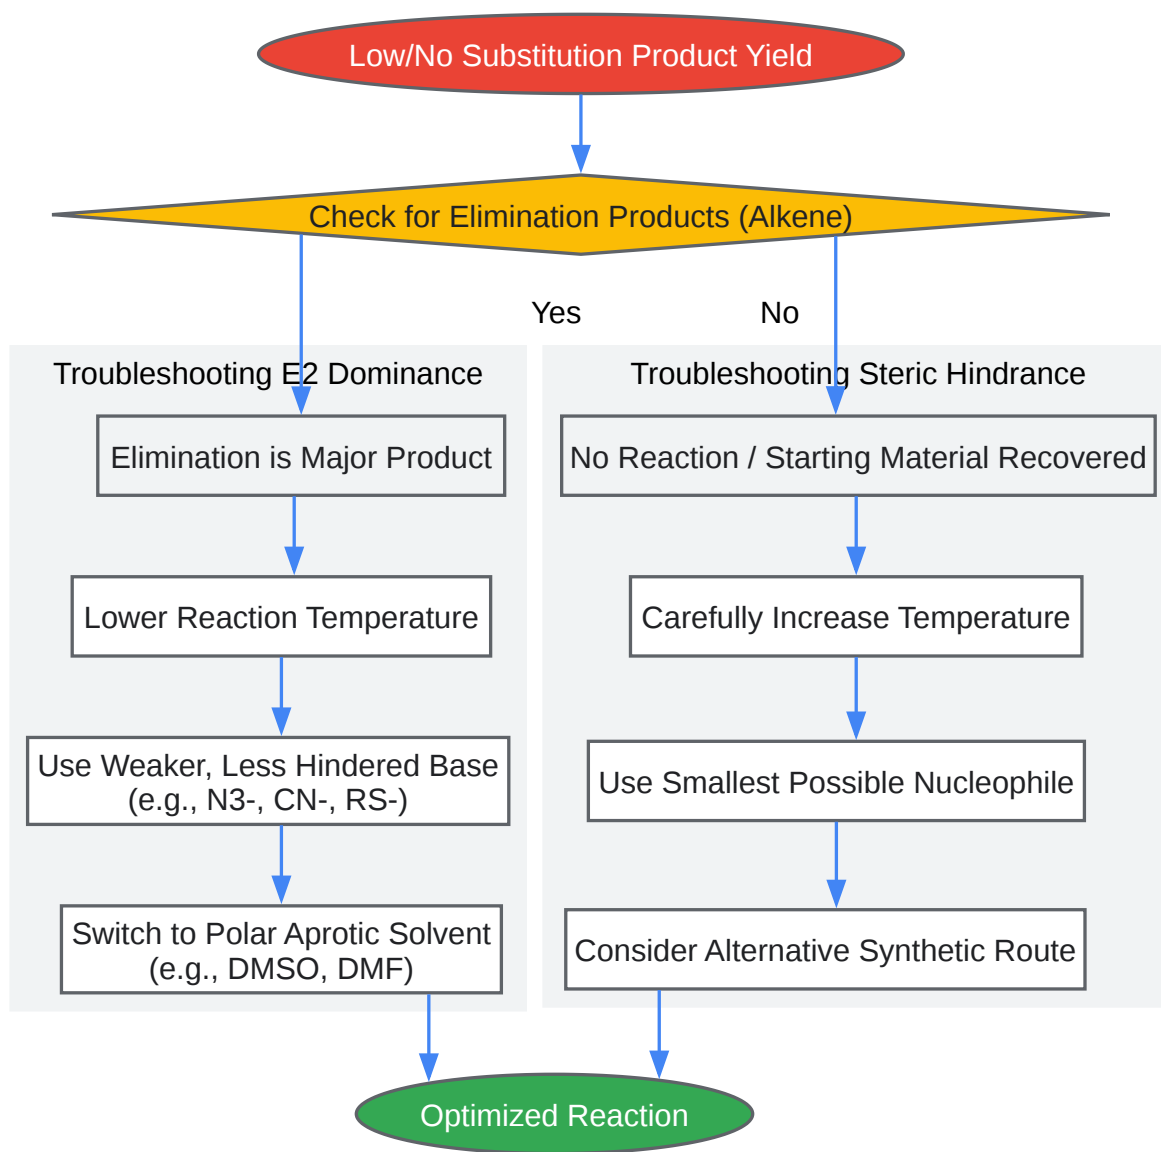 Low/No Substitution Product Yield
Check for Elimination Products (Alkene)
Yes
No
Troubleshooting E2 Dominance
Elimination is Major Product
Lower Reaction Temperature
Use Weaker, Less Hindered Base
(e.g., N3-, CN-, RS-)
Switch to Polar Aprotic Solvent
(e.g., DMSO, DMF)
Troubleshooting Steric Hindrance
No Reaction / Starting Material Recovered
Carefully Increase Temperature
Use Smallest Possible Nucleophile
Consider Alternative Synthetic Route
Optimized Reaction